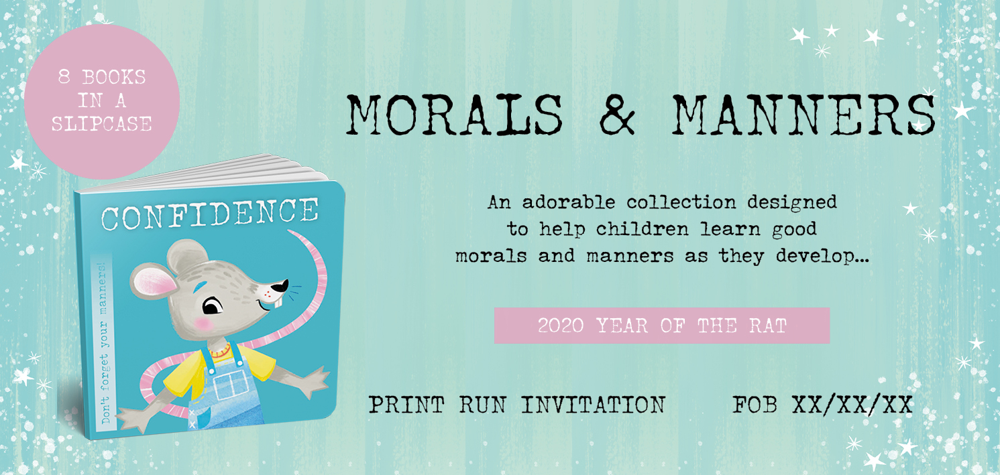 8 BOOKS
IN A
SLIPCASE
MORALS & MANNERS
CONFIDENCE
Don't forget your manners!
An adorable collection designed
to help children learn good
morals and manners as they develop...
2020 YEAR OF THE RAT
PRINT RUN INVITATION
FOB XX/XX/XX